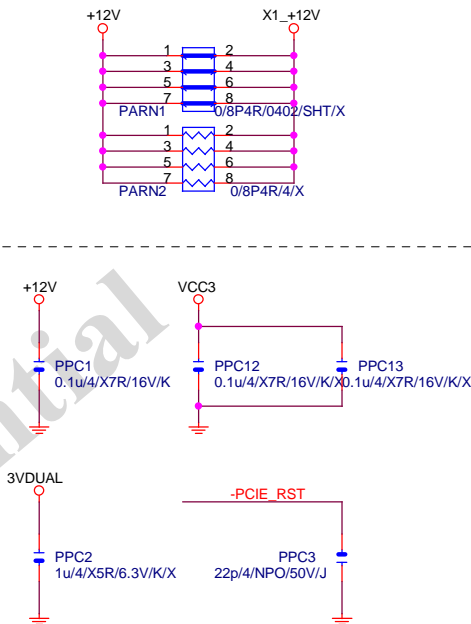 +12V X1_+12V
1 2
3 4
5 6
7 8
PARN1 0/8P4R/0402/SHT/X
1 2
3 4
5 6
7 8
PARN2 0/8P4R/4/X
+12V VCC3
PPC1 PPC12 PPC13
0.1u/4/X7R/16V/K 0.1u/4/X7R/16V/K/X 0.1u/4/X7R/16V/K/X
ntial
3VDUAL
-PCIE_RST
PPC2 PPC3
1u/4/X5R/6.3V/K/X 22p/4/NPO/50V/J